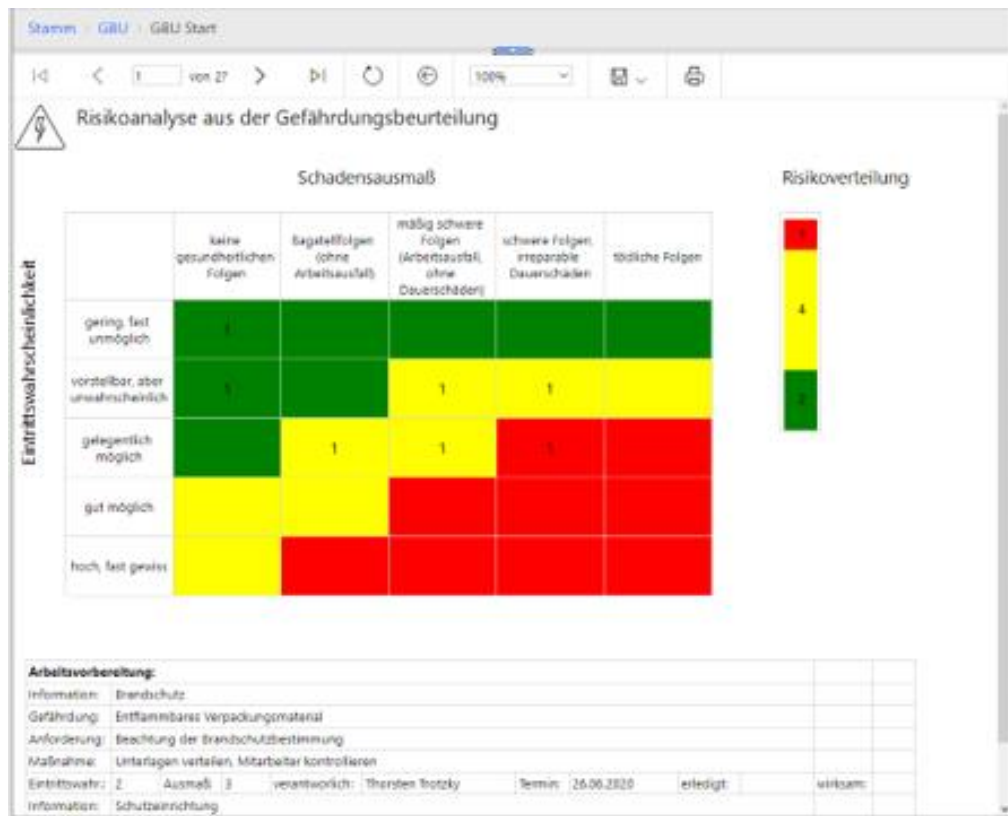 Stamm GBU GBU Start
1 von 27 100%
Risikoanalyse aus der Gefährdungsbeurteilung
Schadensausmaß
Risikoverteilung
Eintrittswahrscheinlichkeit
keine gesundheitlichen Folgen
Bagatellfolgen (ohne Arbeitsausfall)
mäßig schwere Folgen (Arbeitsausfall, ohne Dauerschäden)
schwere Folgen, irreparable Dauerschäden
tödliche Folgen
gering, fast unmöglich 1
vorstellbar, aber unwahrscheinlich 1 1 1
gelegentlich möglich 1 1 1
gut möglich
hoch, fast gewiss
1
4
2
Arbeitsvorbereitung:
Information: Brandschutz
Gefährdung: Entflammbares Verpackungsmaterial
Anforderung: Beachtung der Brandschutzbestimmung
Maßnahme: Unterlagen verteilen, Mitarbeiter kontrollieren
Eintrittswahr.: 2 Ausmaß: 3 verantworlich: Thorsten Trotzky Termin: 26.06.2020 erledigt: wirksam:
Information: Schutzeinrichtung